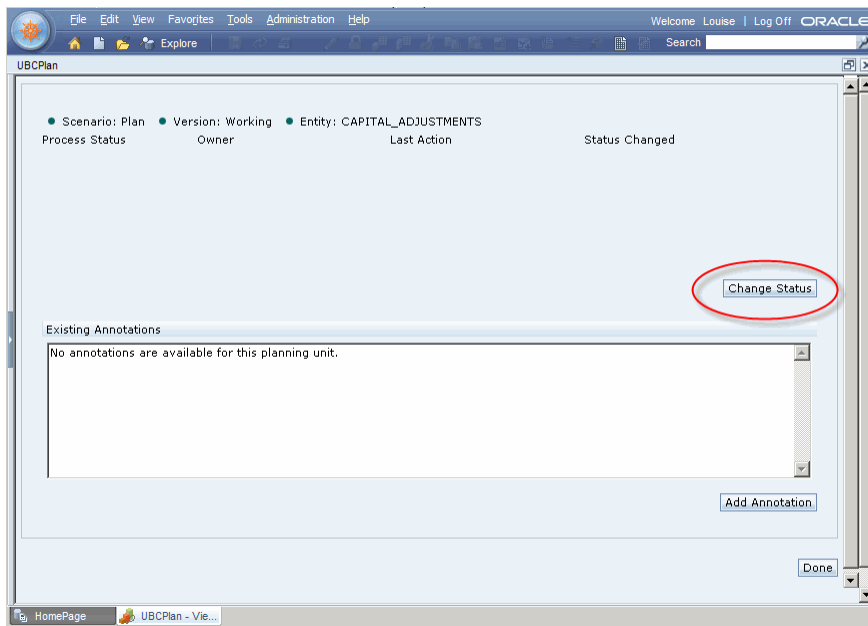 File Edit View Favorites Tools Administration Help Welcome Louise | Log Off ORACLE
Explore Search
UBCPlan
Scenario: Plan Version: Working Entity: CAPITAL_ADJUSTMENTS
Process Status Owner Last Action Status Changed
Change Status
Existing Annotations
No annotations are available for this planning unit.
Add Annotation
Done
HomePage UBCPlan - Vie...